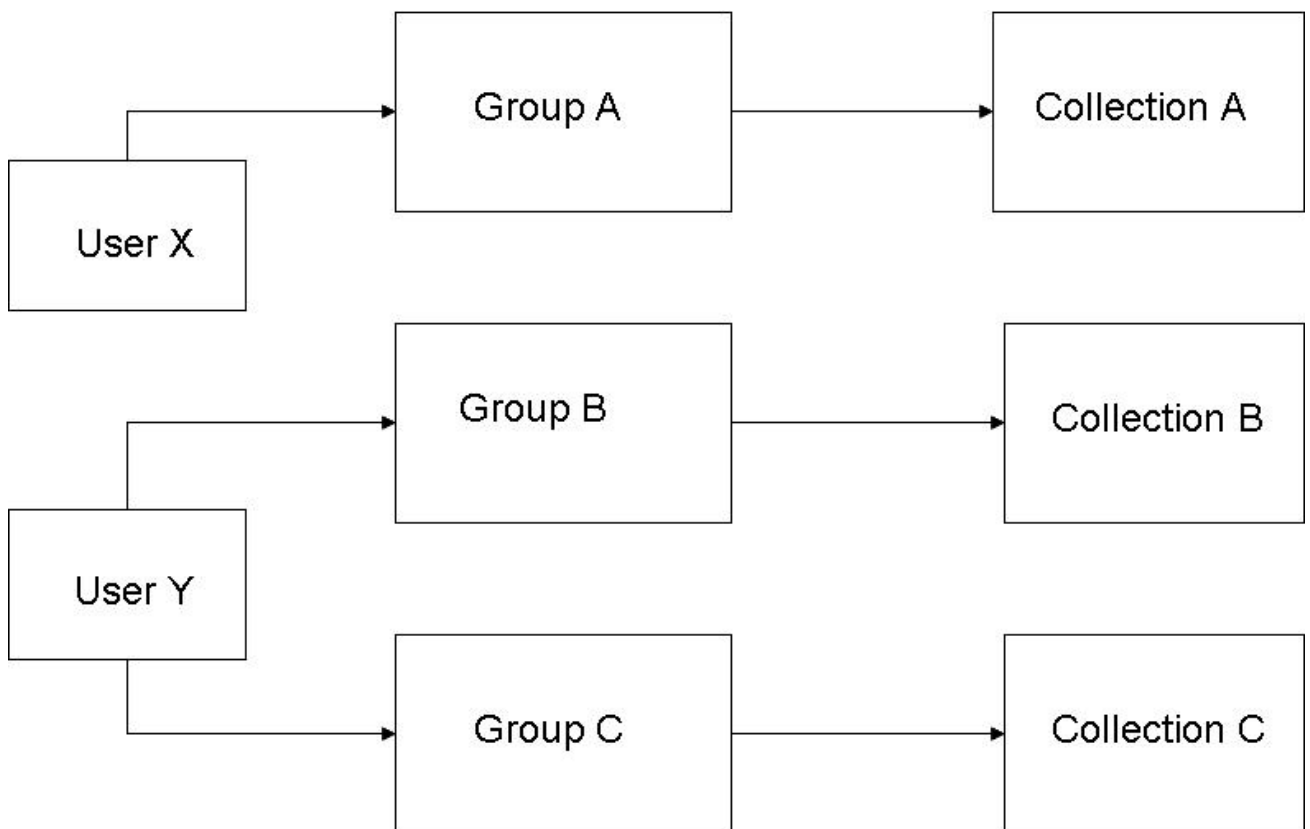 Group A
Collection A
User X
Group B
Collection B
User Y
Group C
Collection C